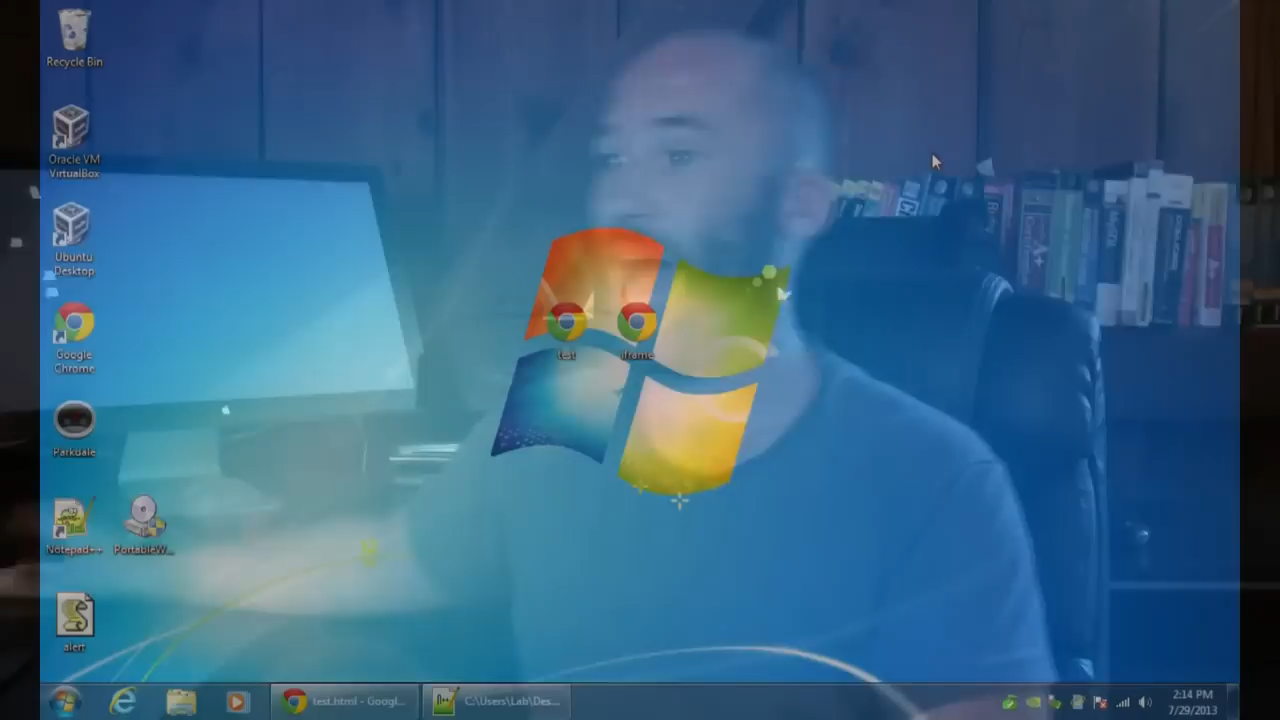 Recycle Bin
Oracle VM
VirtualBox
Ubuntu
Desktop
Google
Chrome
Parkdale
Notepad++
PortableW...
alert
test
iframe
A+
test.html - Googl...
C:\Users\Lab\Des...
2:14 PM
7/29/2013